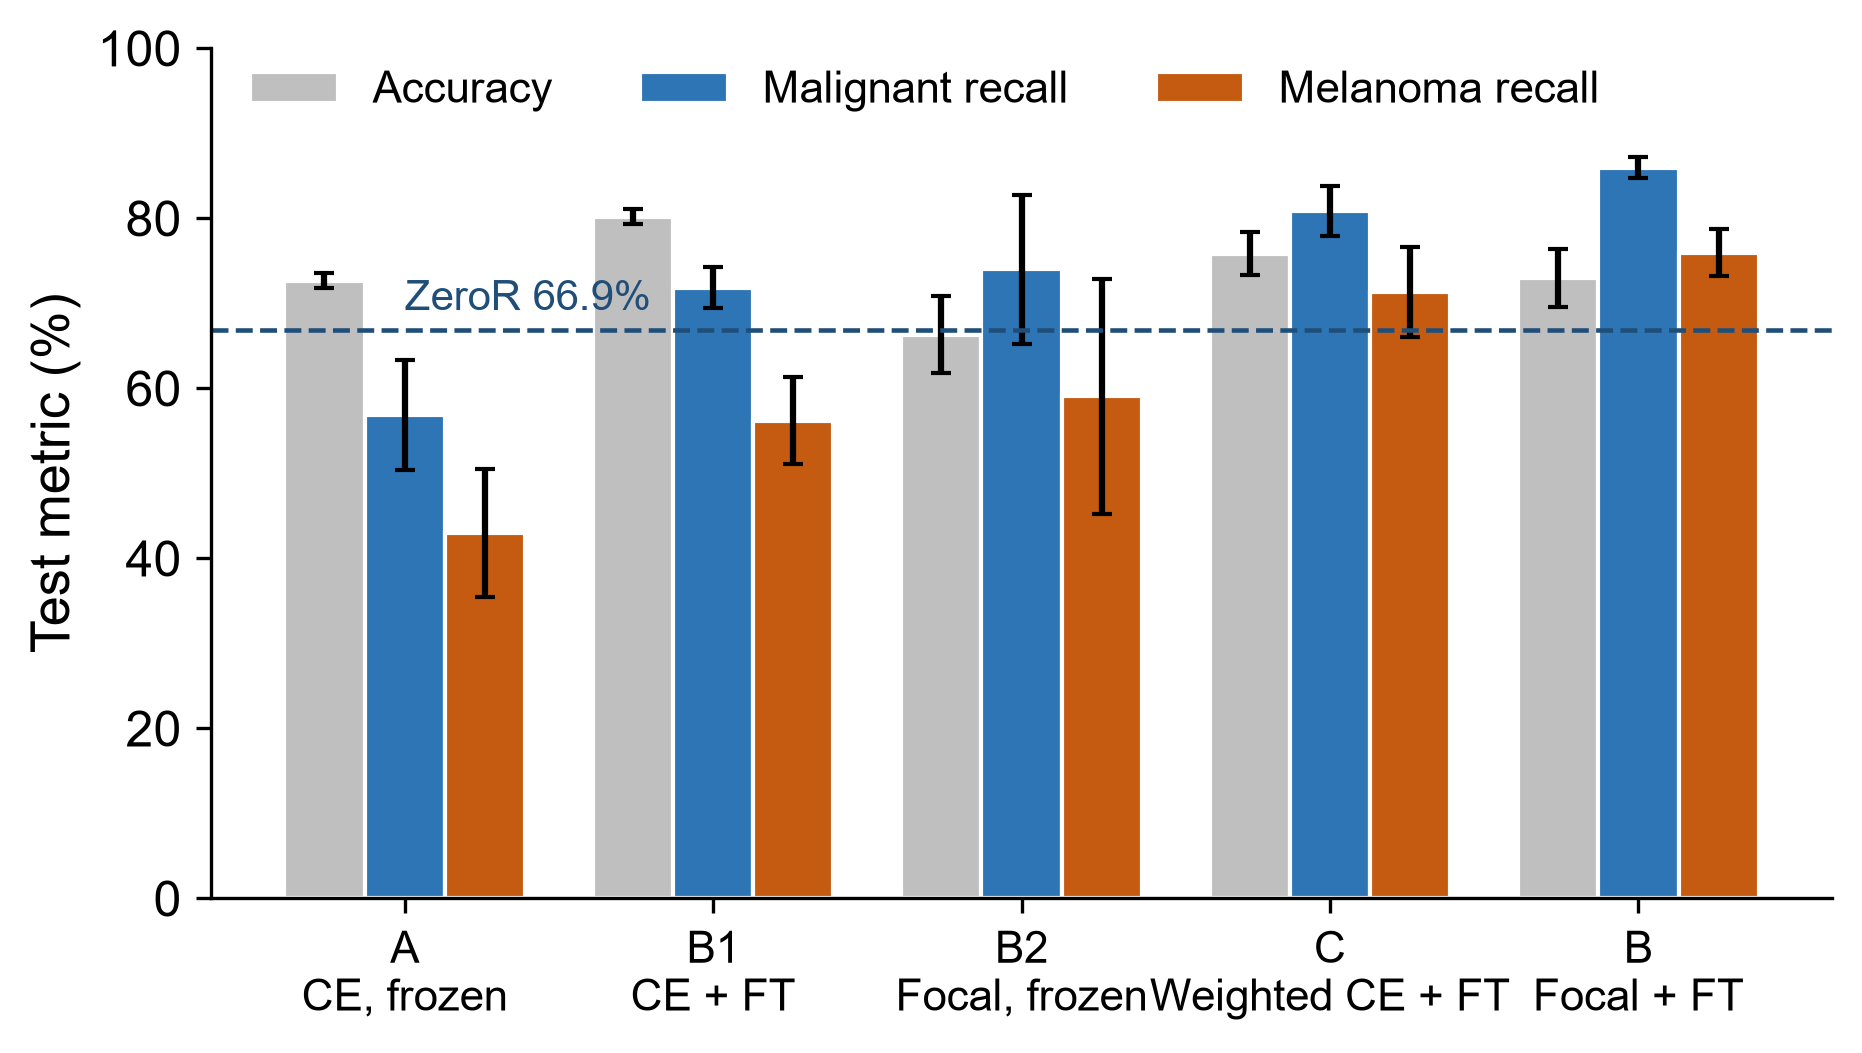 Test metric (%)
100
80
60
40
20
0
Accuracy
Malignant recall
Melanoma recall
ZeroR 66.9%
A
CE, frozen
B1
CE + FT
B2
Focal, frozen
C
Weighted CE + FT
B
Focal + FT